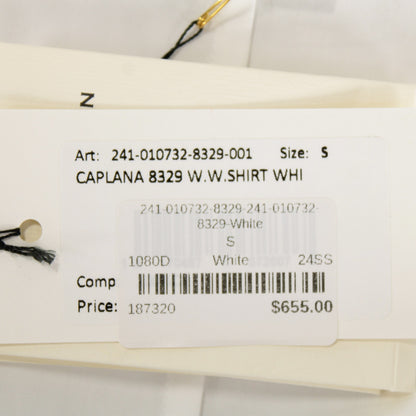 N
Art: 241-010732-8329-001 Size: S
CAPLANA 8329 W.W.SHIRT WHI
241-010732-8329-241-010732-
8329-White
S
1080D White 24SS
Comp
Price: 187320 $655.00